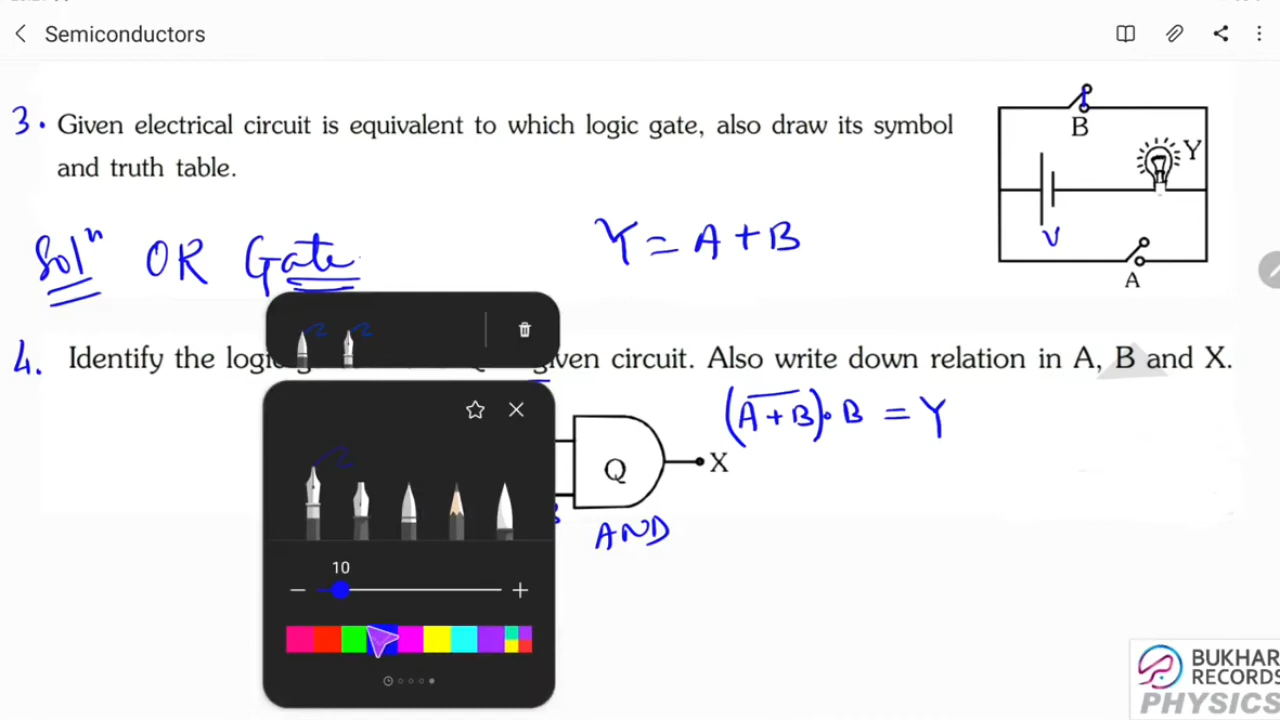 Semiconductors
3. Given electrical circuit is equivalent to which logic gate, also draw its symbol
and truth table.
B
Y
V
A
Solⁿ OR Gate
Y = A + B
4. Identify the logi ven circuit. Also write down relation in A, B and X.
(\overline{A+B})·B = Y
Q
X
AND
10
BUKHAR
RECORDS
PHYSICS